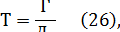 T = Г (26),